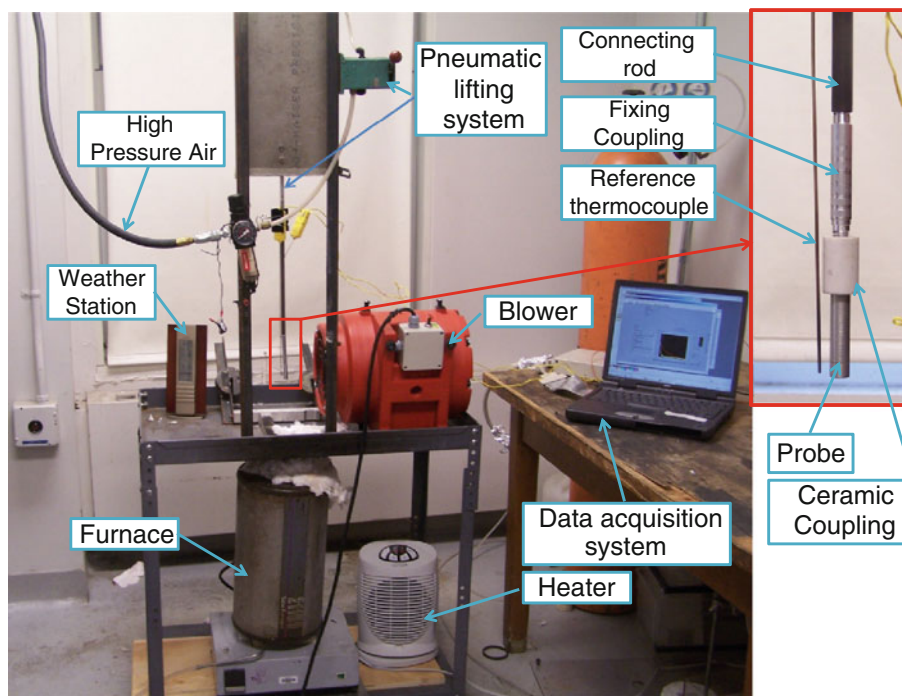 Pneumatic
lifting
system
High
Pressure Air
Weather
Station
Blower
Furnace
Data acquisition
system
Heater
Connecting
rod
Fixing
Coupling
Reference
thermocouple
Probe
Ceramic
Coupling